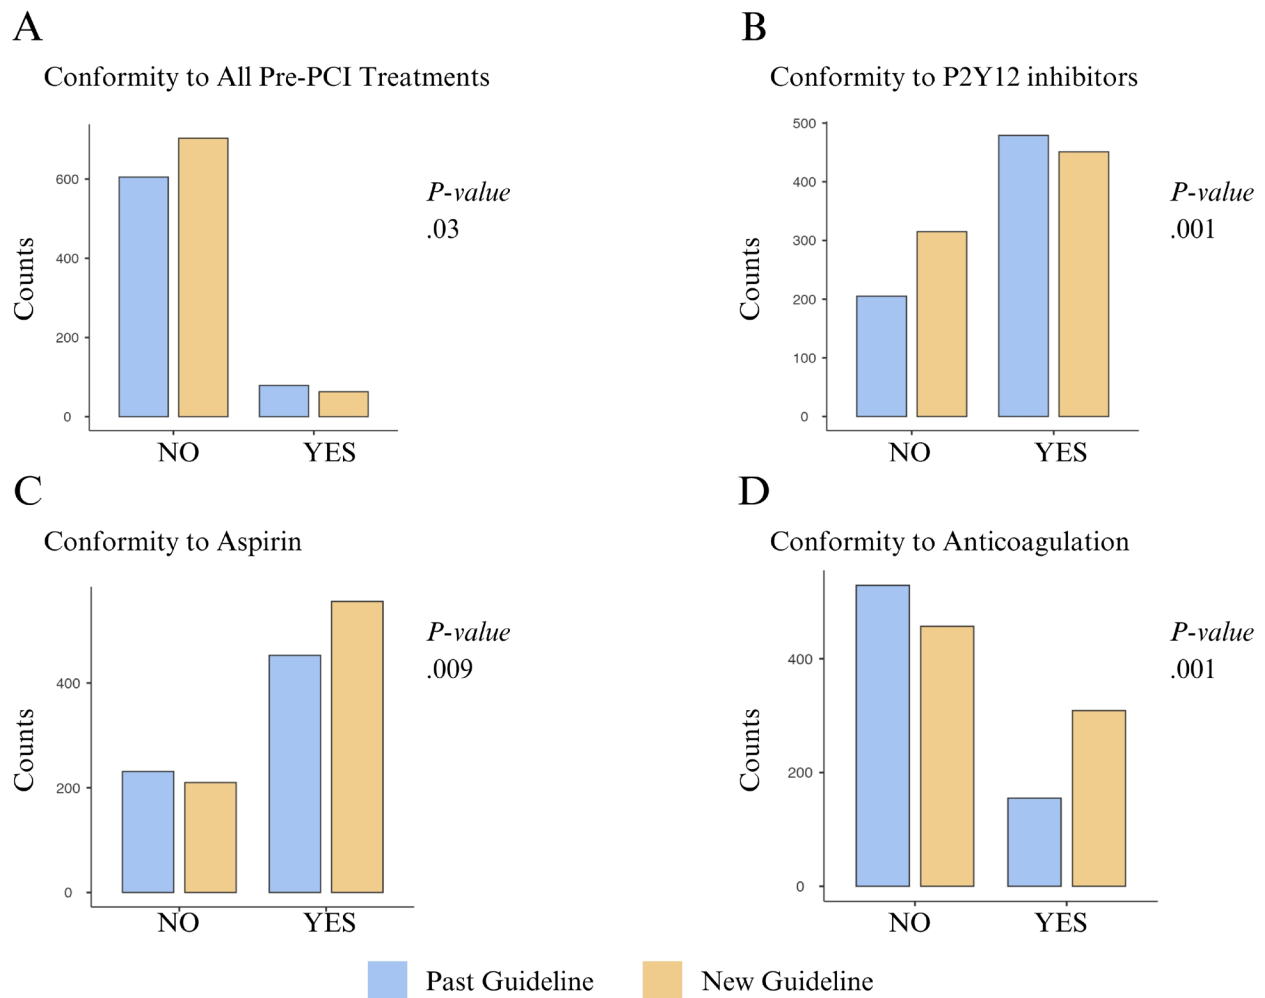 A
Conformity to All Pre-PCI Treatments
Counts
600
400
200
0
NO YES
P-value
.03
B
Conformity to P2Y12 inhibitors
Counts
500
400
300
200
100
0
NO YES
P-value
.001
C
Conformity to Aspirin
Counts
400
200
0
NO YES
P-value
.009
D
Conformity to Anticoagulation
Counts
400
200
0
NO YES
P-value
.001
Past Guideline New Guideline